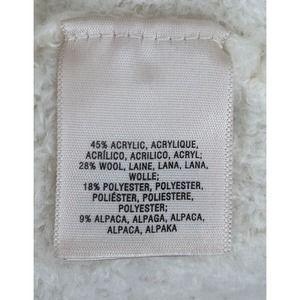 45% ACRYLIC, ACRYLIQUE,
ACRÍLICO, ACRILICO, ACRYL;
28% WOOL, LAINE, LANA, LANA,
WOLLE;
18% POLYESTER, POLYESTER,
POLIÉSTER, POLIESTERE,
POLYESTER;
9% ALPACA, ALPAGA, ALPACA,
ALPACA, ALPAKA